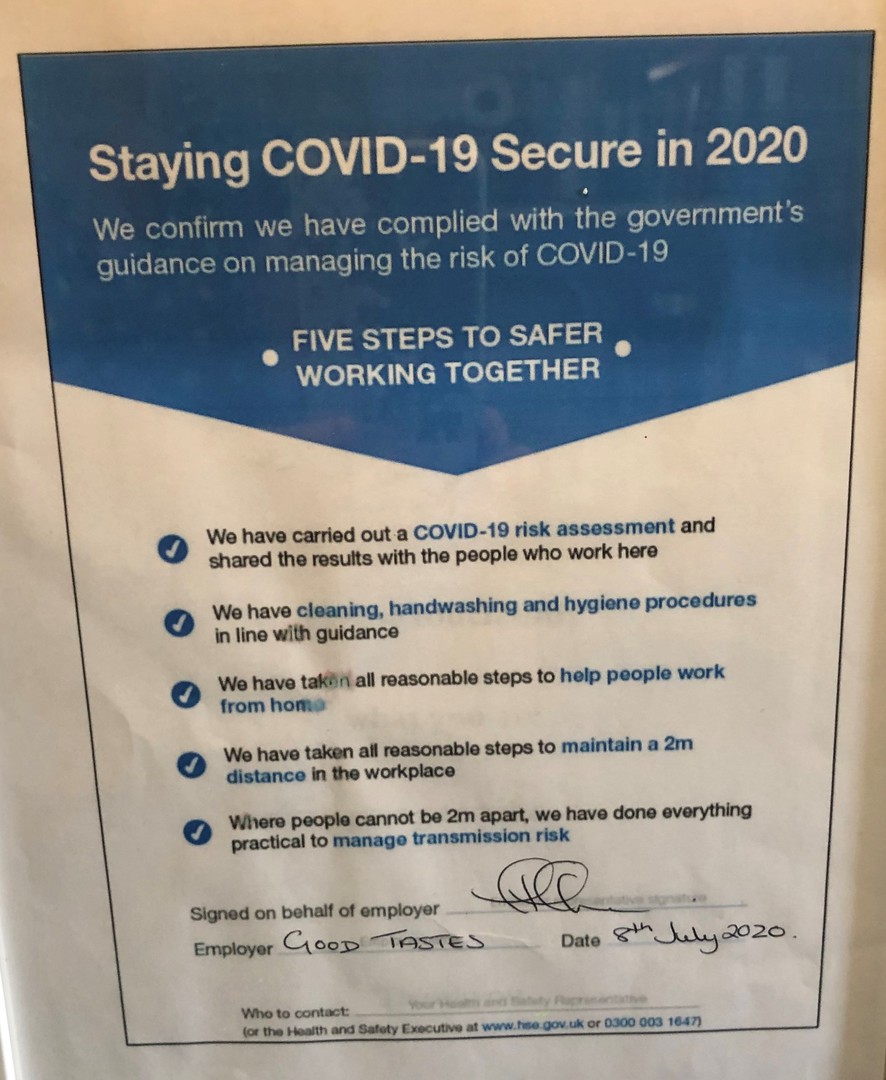 Staying COVID-19 Secure in 2020
We confirm we have complied with the government's
guidance on managing the risk of COVID-19
FIVE STEPS TO SAFER
WORKING TOGETHER
We have carried out a COVID-19 risk assessment and
shared the results with the people who work here
We have cleaning, handwashing and hygiene procedures
in line with guidance
We have taken all reasonable steps to help people work
from home
We have taken all reasonable steps to maintain a 2m
distance in the workplace
Where people cannot be 2m apart, we have done everything
practical to manage transmission risk
Signed on behalf of employer
Employer GOOD TASTES Date 8th July 2020.
Who to contact: Your Health and Safety Representative
(or the Health and Safety Executive at www.hse.gov.uk or 0300 003 1647)